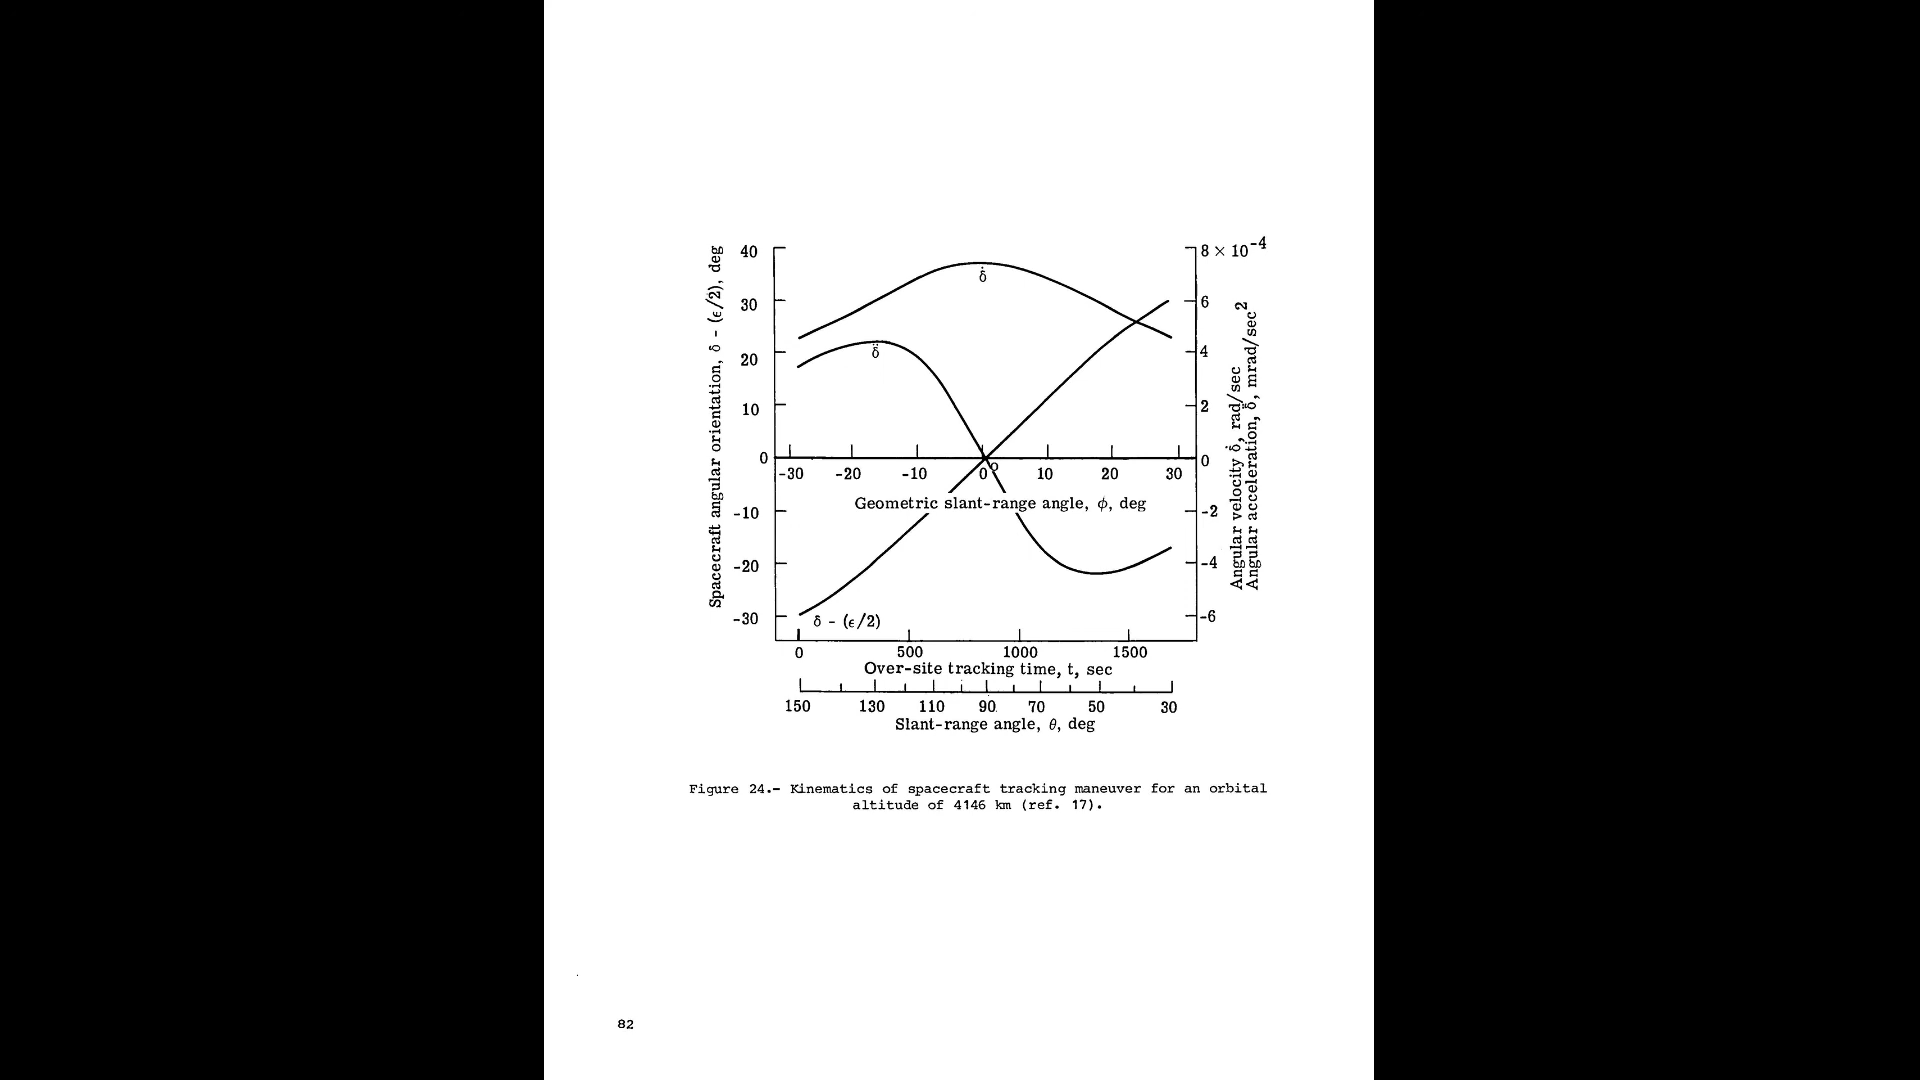 Spacecraft angular orientation, δ - (ϵ/2), deg
40
30
20
10
0
-10
-20
-30
8 × 10⁻⁴
6
4
2
0
-2
-4
-6
Angular velocity δ̇, rad/sec
Angular acceleration, δ̈, mrad/sec²
δ̇
δ̈
δ - (ϵ/2)
-30 -20 -10 0 10 20 30
Geometric slant-range angle, ϕ, deg
0 500 1000 1500
Over-site tracking time, t, sec
150 130 110 90 70 50 30
Slant-range angle, θ, deg
Figure 24.- Kinematics of spacecraft tracking maneuver for an orbital
altitude of 4146 km (ref. 17).
82